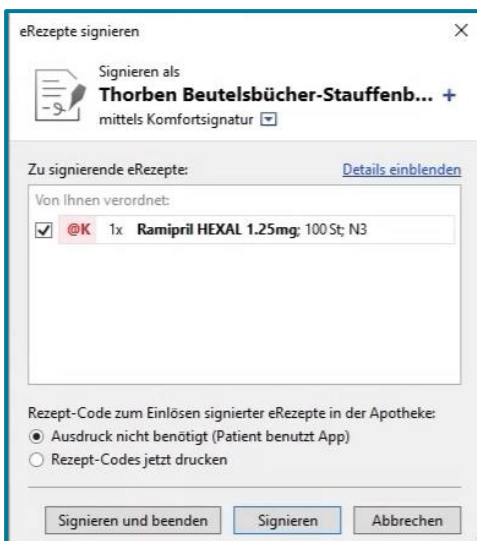 eRezepte signieren
Signieren als
Thorben Beutelsbücher-Stauffenb... +
mittels Komfortsignatur
Zu signierende eRezepte: Details einblenden
Von Ihnen verordnet:
@K 1x Ramipril HEXAL 1.25mg; 100 St; N3
Rezept-Code zum Einlösen signierter eRezepte in der Apotheke:
Ausdruck nicht benötigt (Patient benutzt App)
Rezept-Codes jetzt drucken
Signieren und beenden Signieren Abbrechen